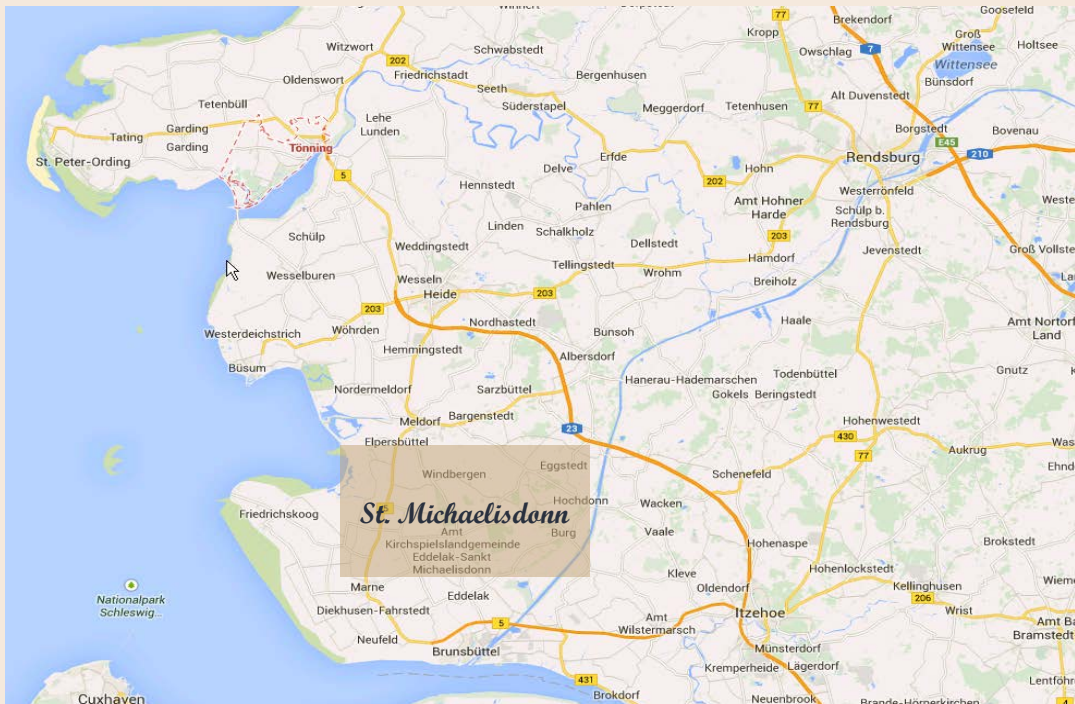 Winnert
Goosefeld
77
Brekendorf
Kropp
Groß
Wittensee
Holtsee
Witzwort
Schwabstedt
Owschlag
7
Wittensee
202
Friedrichstadt
Bergenhusen
Bünsdorf
Oldenswort
Seeth
Alt Duvenstedt
Tetenbüll
Süderstapel
Meggerdorf
Tetenhusen
77
Garding
Lehe
Lunden
Borgstedt
Bovenau
Tating
Garding
Tönning
E45
210
St. Peter-Ording
Erfde
Rendsburg
5
Delve
Hohn
202
Hennstedt
Westerrönfeld
Pahlen
Amt Hohner
Harde
Schülp b.
Rendsburg
Linden
Schalkholz
Schülp
Weddingstedt
Dellstedt
203
Jevenstedt
Groß Vollste
Tellingstedt
Wrohm
Hamdorf
Wesselburen
Wesseln
Breiholz
Heide
203
203
Westerdeichstrich
Wöhrden
Nordhastedt
Bunsoh
Haale
Amt Nortorf
Land
Hemmingstedt
Albersdorf
Büsum
Todenbüttel
Gnutz
Nordermeldorf
Sarzbüttel
Hanerau-Hademarschen
Gokels
Beringstedt
Meldorf
Bargenstedt
Hohenwestedt
23
Elpersbüttel
430
77
Aukrug
Windbergen
Eggstedt
Schenefeld
Hochdonn
Wacken
St. Michaelisdonn
Friedrichskoog
5
Amt
Kirchspielslandgemeinde
Eddelak-Sankt
Michaelisdonn
Burg
Vaale
Hohenaspe
Brokstedt
Kleve
Hohenlockstedt
Marne
Oldendorf
Kellinghusen
Nationalpark
Schleswig...
Eddelak
206
Diekhusen-Fahrstedt
Itzehoe
Wrist
5
Amt
Wilstermarsch
Bramstedt
Neufeld
Brunsbüttel
Münsterdorf
Kremperheide
Lägerdorf
431
Cuxhaven
Brokdorf
Neuenbrook
Brande-Hörnerkirchen
4